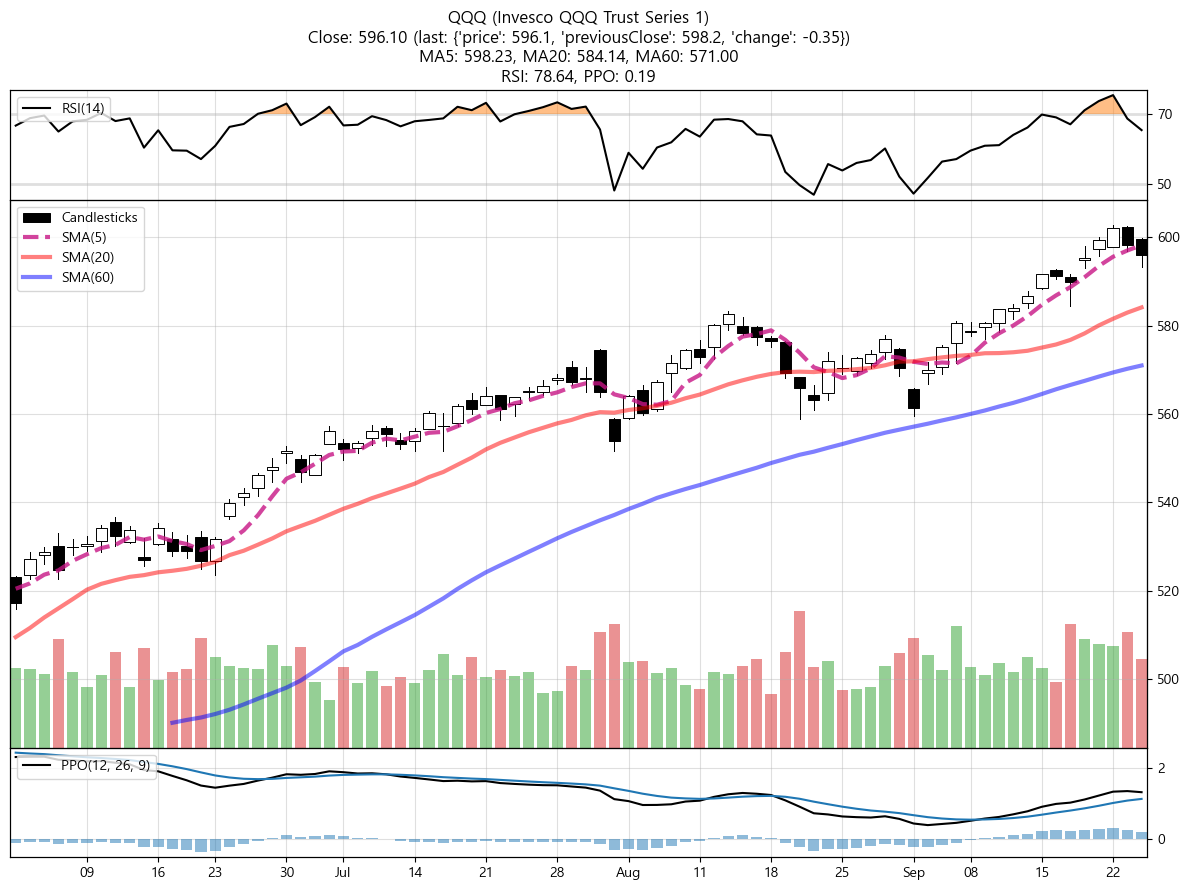 QQQ (Invesco QQQ Trust Series 1)
Close: 596.10 (last: {'price': 596.1, 'previousClose': 598.2, 'change': -0.35})
MA5: 598.23, MA20: 584.14, MA60: 571.00
RSI: 78.64, PPO: 0.19
RSI(14)
70
50
Candlesticks
SMA(5)
SMA(20)
SMA(60)
600
580
560
540
520
500
PPO(12, 26, 9)
2
0
09 16 23 30 Jul 14 21 28 Aug 11 18 25 Sep 08 15 22